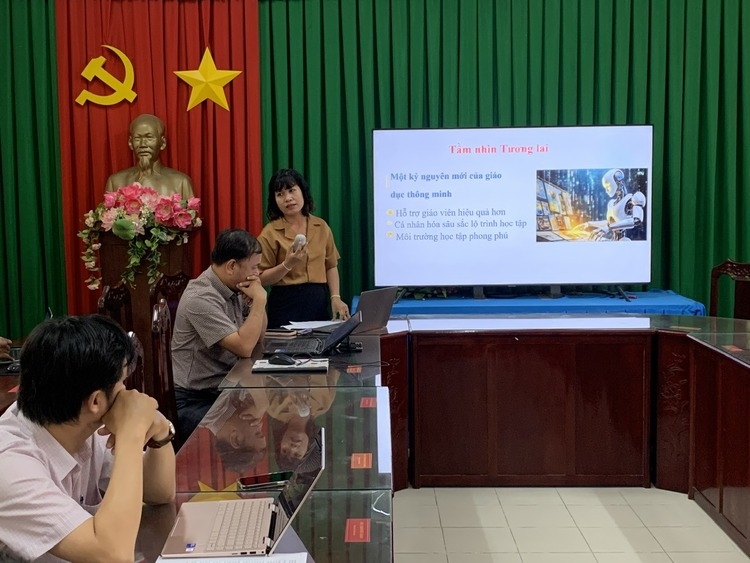 Tầm nhìn Tương lai
Một kỷ nguyên mới của giáo
dục thông minh
Hỗ trợ giáo viên hiệu quả hơn
Cá nhân hóa sâu sắc lộ trình học tập
Môi trường học tập phong phú